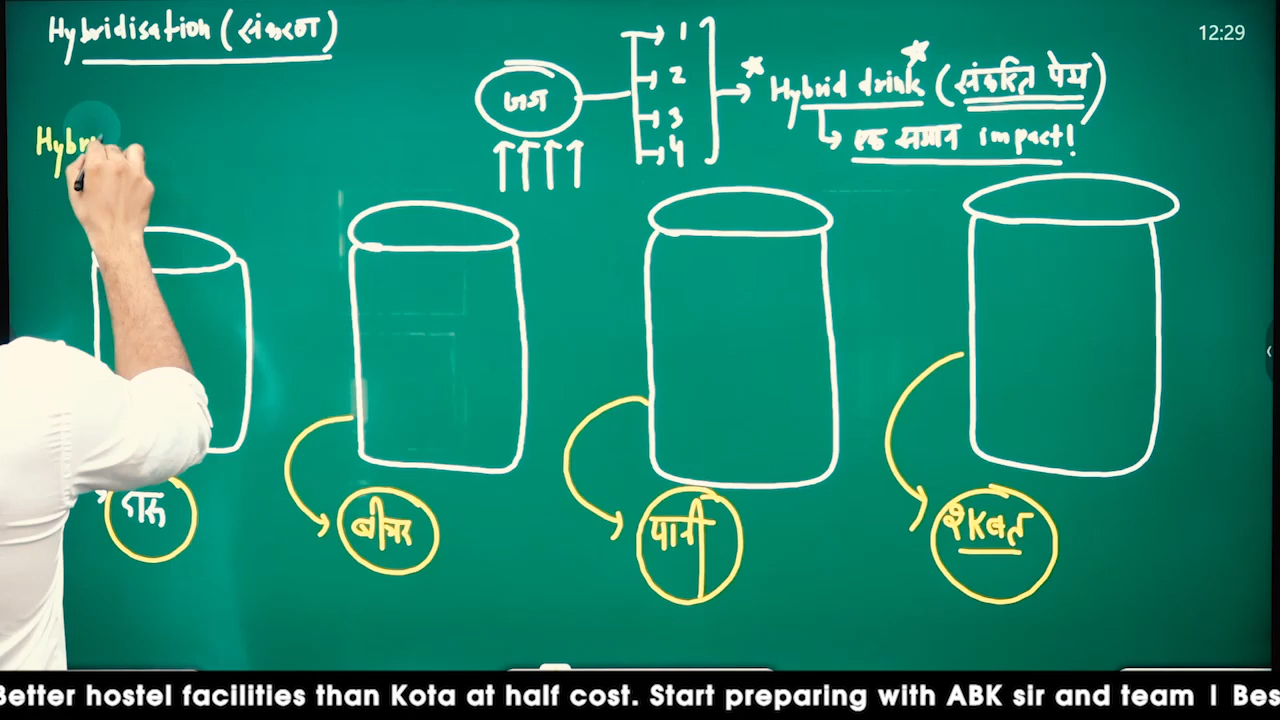 Hybridisation (संकरण)
12:29
जग
1
2
3
4
Hybrid drink (संकरित पेय)
एक समान impact!
Hybr
दारू
बीयर
पानी
शरबत
Better hostel facilities than Kota at half cost. Start preparing with ABK sir and team | Bes